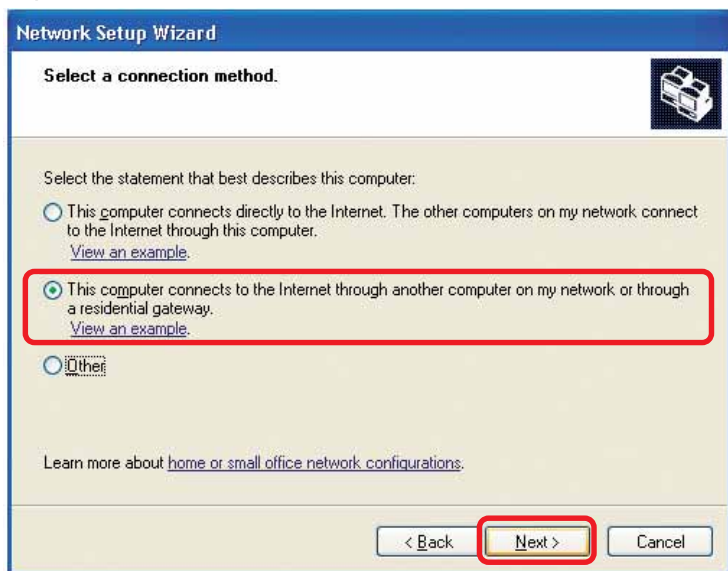 Network Setup Wizard
Select a connection method.
Select the statement that best describes this computer:
This computer connects directly to the Internet. The other computers on my network connect
to the Internet through this computer.
View an example.
This computer connects to the Internet through another computer on my network or through
a residential gateway.
View an example.
Other
Learn more about home or small office network configurations.
< Back Next > Cancel